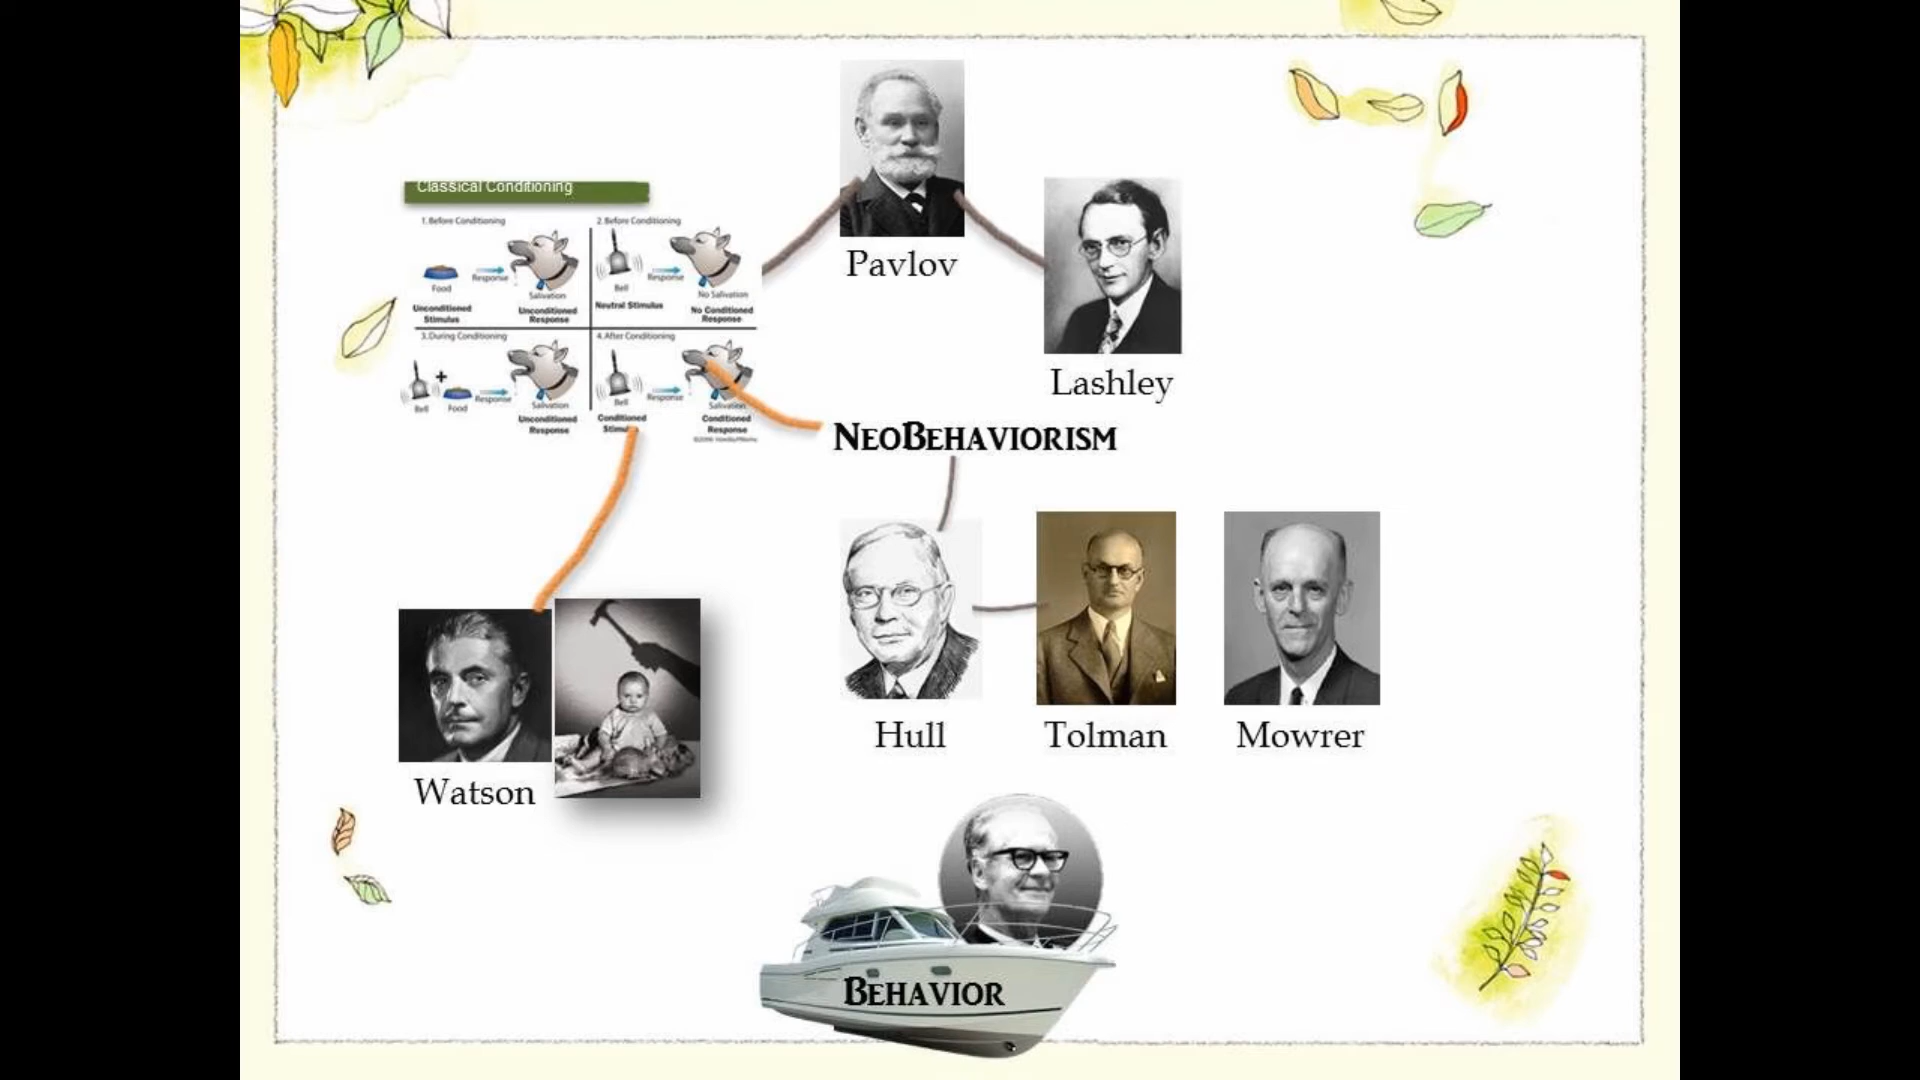 Classical Conditioning
1. Before Conditioning
Food
Response
Salivation
Unconditioned
Stimulus
Unconditioned
Response
2. Before Conditioning
Bell
Response
No Salivation
Neutral Stimulus
No Conditioned
Response
3. During Conditioning
+
Bell
Food
Response
Salivation
Unconditioned
Response
4. After Conditioning
Bell
Response
Salivation
Conditioned
Conditioned
Response
Pavlov
Lashley
NEOBEHAVIORISM
Hull
Tolman
Mowrer
Watson
BEHAVIOR